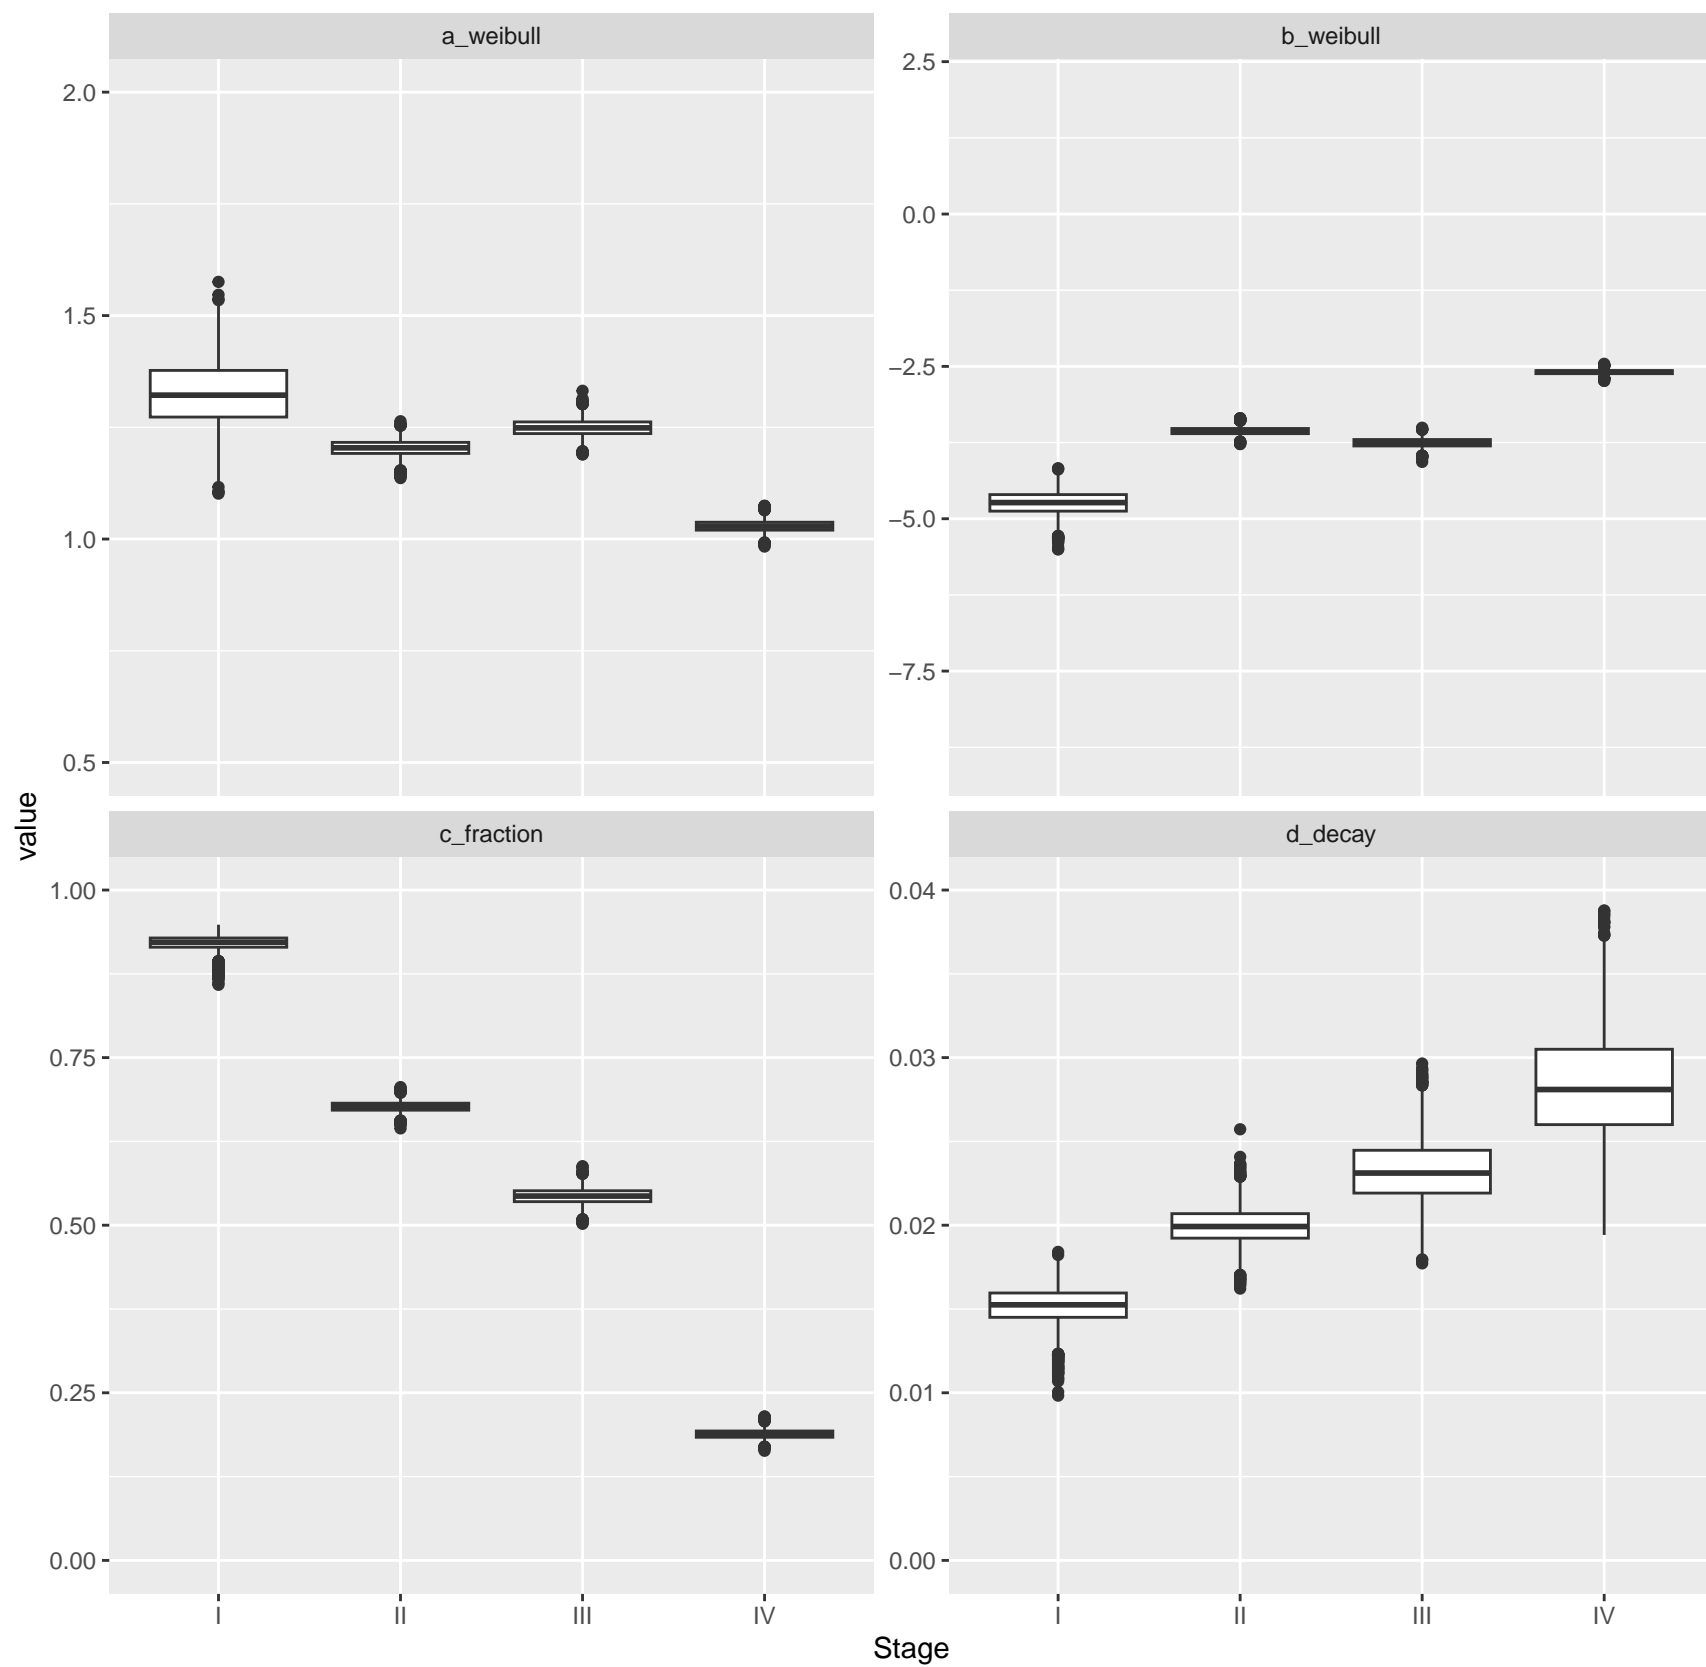 a_weibull
b_weibull
2.0
1.5
1.0
0.5
2.5
0.0
−2.5
−5.0
−7.5
value
c_fraction
d_decay
1.00
0.75
0.50
0.25
0.00
0.04
0.03
0.02
0.01
0.00
I II III IV
I II III IV
Stage